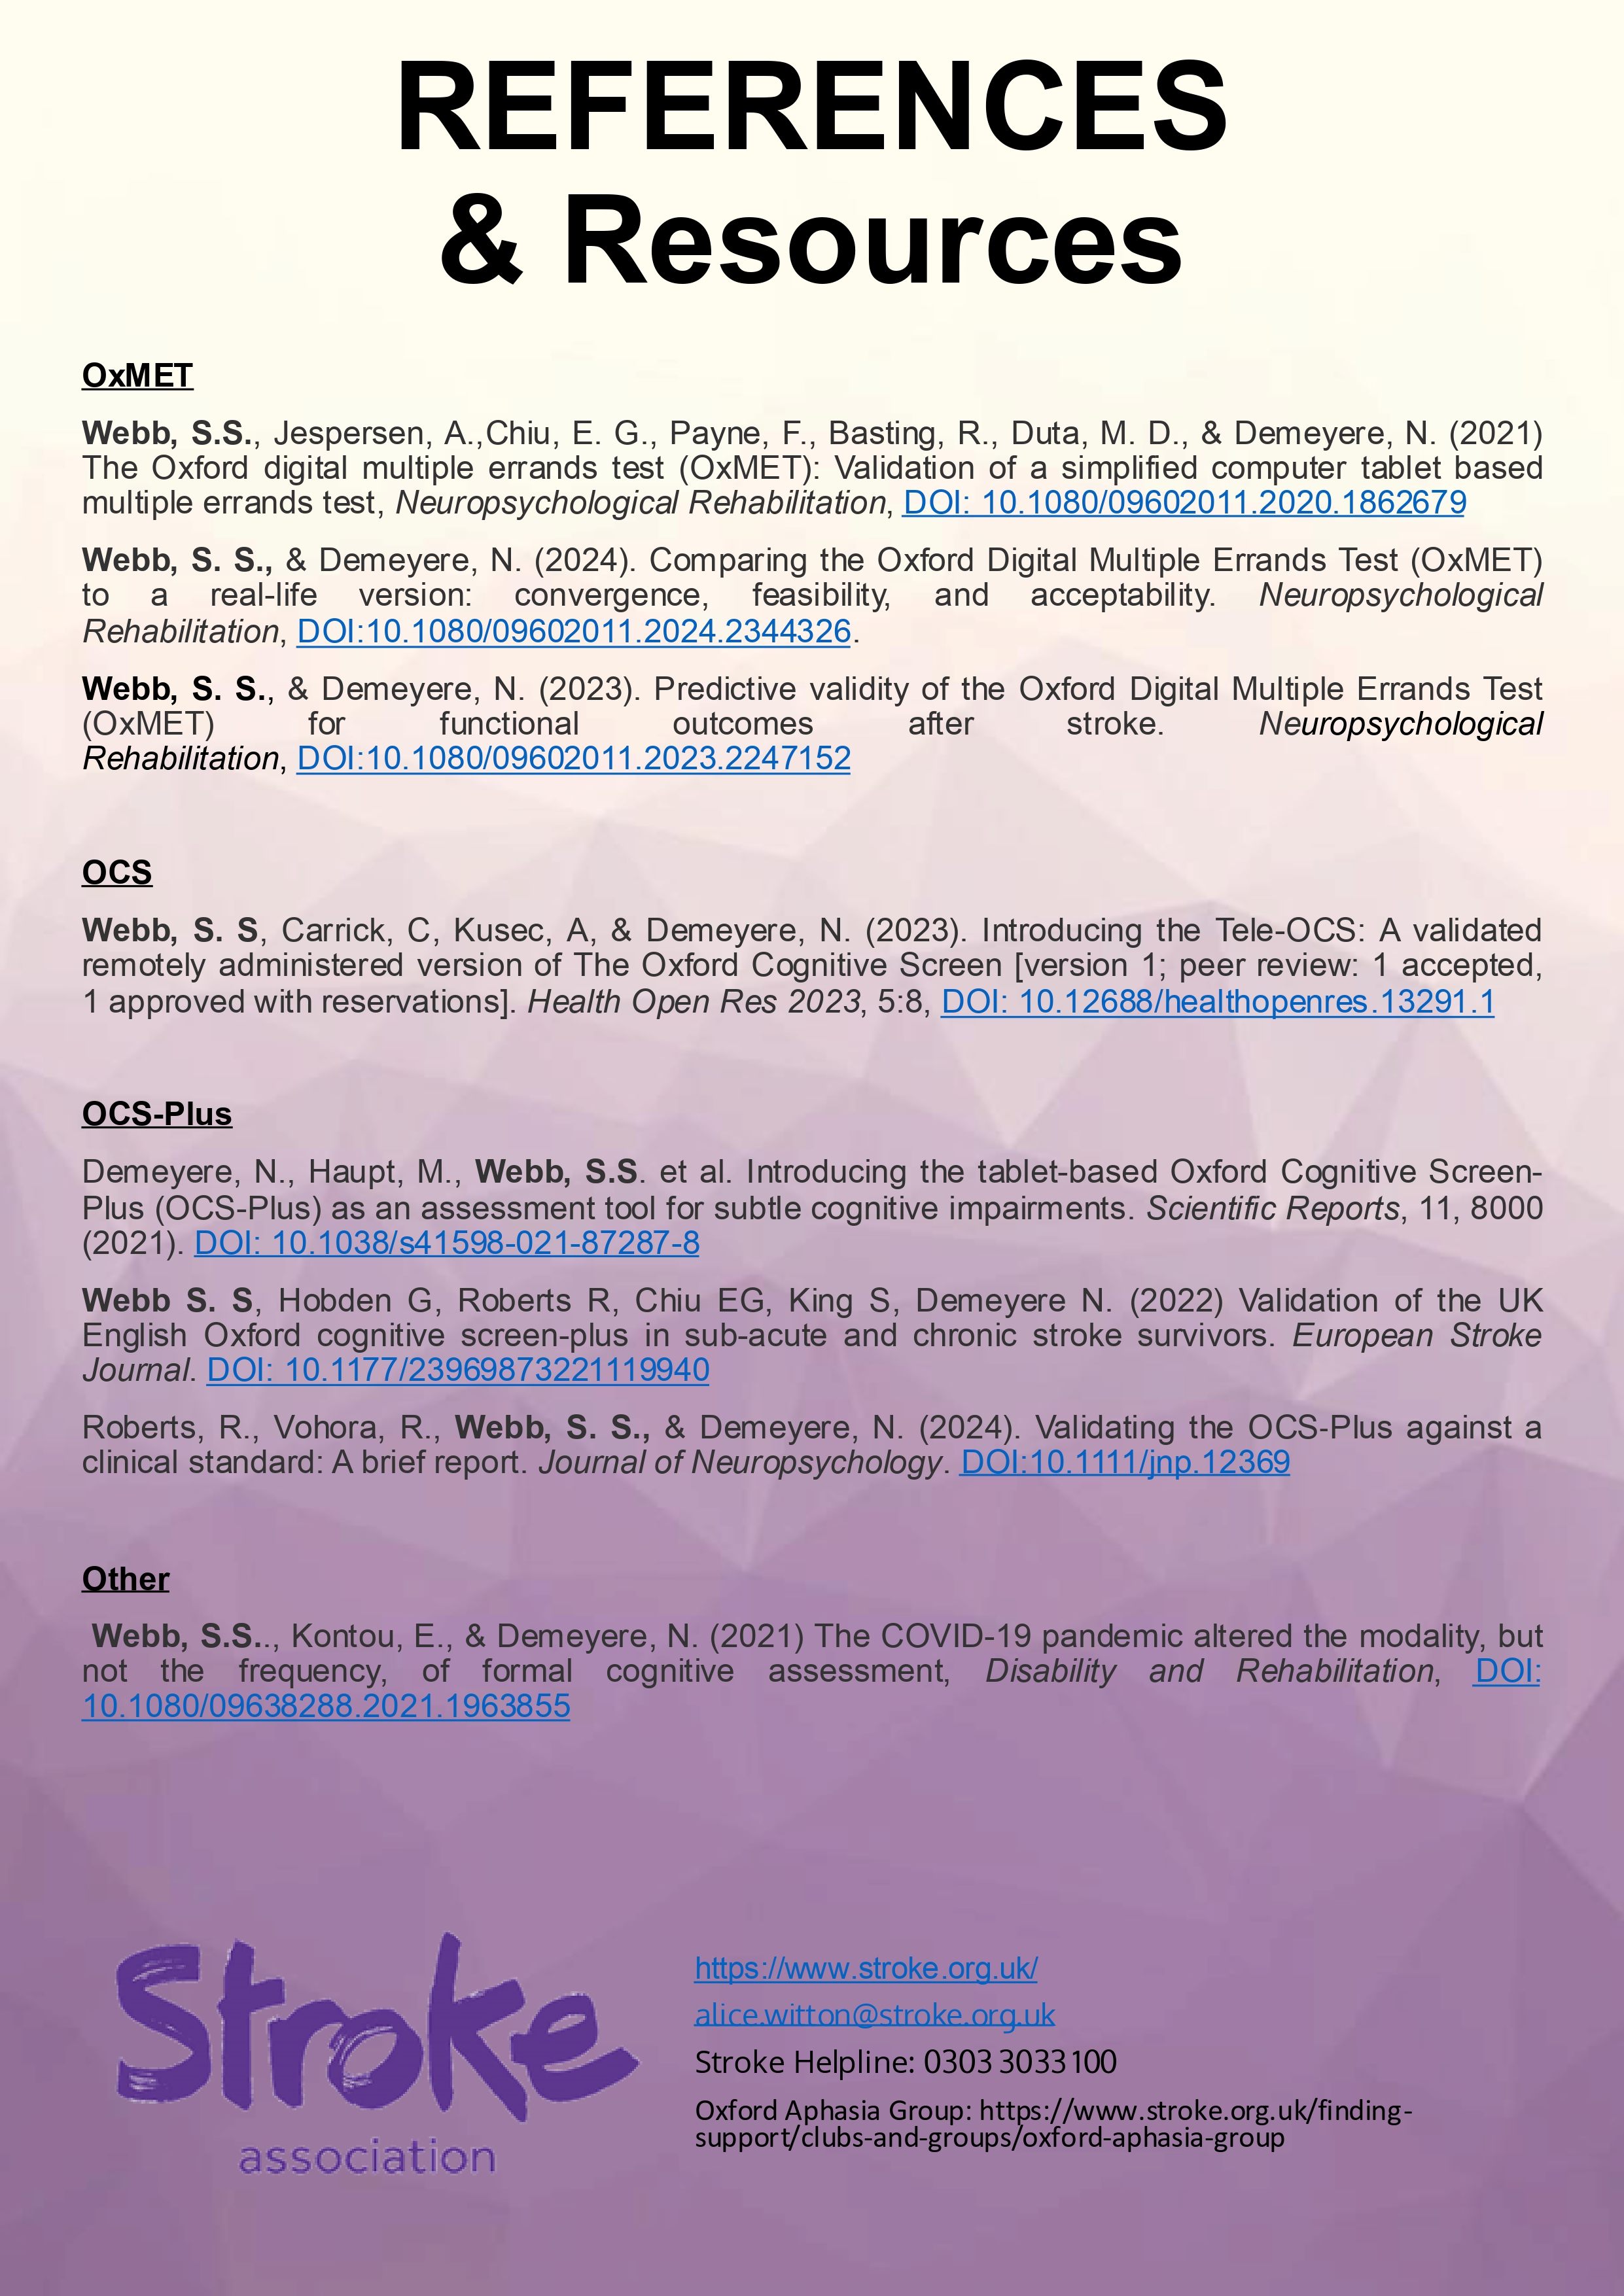 REFERENCES
& Resources
OxMET
Webb, S.S., Jespersen, A.,Chiu, E. G., Payne, F., Basting, R., Duta, M. D., & Demeyere, N. (2021)
The Oxford digital multiple errands test (OxMET): Validation of a simplified computer tablet based
multiple errands test, Neuropsychological Rehabilitation, DOI: 10.1080/09602011.2020.1862679
Webb, S. S., & Demeyere, N. (2024). Comparing the Oxford Digital Multiple Errands Test (OxMET)
to a real-life version: convergence, feasibility, and acceptability. Neuropsychological
Rehabilitation, DOI:10.1080/09602011.2024.2344326.
Webb, S. S., & Demeyere, N. (2023). Predictive validity of the Oxford Digital Multiple Errands Test
(OxMET) for functional outcomes after stroke. Neuropsychological
Rehabilitation, DOI:10.1080/09602011.2023.2247152
OCS
Webb, S. S, Carrick, C, Kusec, A, & Demeyere, N. (2023). Introducing the Tele-OCS: A validated
remotely administered version of The Oxford Cognitive Screen [version 1; peer review: 1 accepted,
1 approved with reservations]. Health Open Res 2023, 5:8, DOI: 10.12688/healthopenres.13291.1
OCS-Plus
Demeyere, N., Haupt, M., Webb, S.S. et al. Introducing the tablet-based Oxford Cognitive Screen-
Plus (OCS-Plus) as an assessment tool for subtle cognitive impairments. Scientific Reports, 11, 8000
(2021). DOI: 10.1038/s41598-021-87287-8
Webb S. S, Hobden G, Roberts R, Chiu EG, King S, Demeyere N. (2022) Validation of the UK
English Oxford cognitive screen-plus in sub-acute and chronic stroke survivors. European Stroke
Journal. DOI: 10.1177/23969873221119940
Roberts, R., Vohora, R., Webb, S. S., & Demeyere, N. (2024). Validating the OCS-Plus against a
clinical standard: A brief report. Journal of Neuropsychology. DOI:10.1111/jnp.12369
Other
Webb, S.S.., Kontou, E., & Demeyere, N. (2021) The COVID-19 pandemic altered the modality, but
not the frequency, of formal cognitive assessment, Disability and Rehabilitation, DOI:
10.1080/09638288.2021.1963855
Stroke
association
https://www.stroke.org.uk/
alice.witton@stroke.org.uk
Stroke Helpline: 0303 3033 100
Oxford Aphasia Group: https://www.stroke.org.uk/finding-
support/clubs-and-groups/oxford-aphasia-group